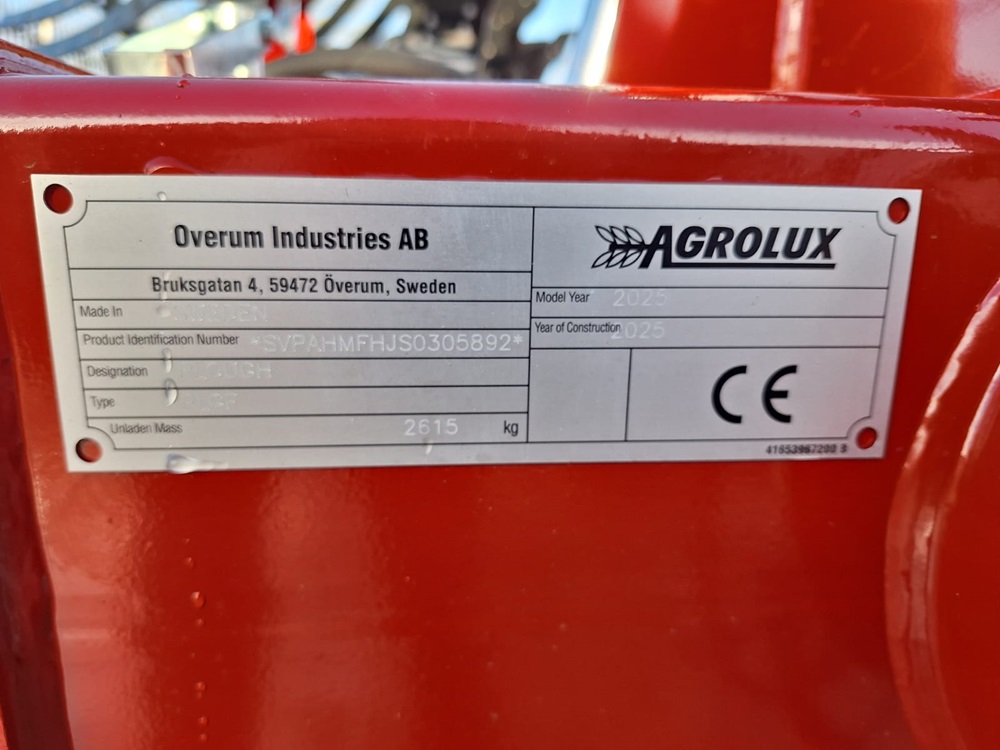 Overum Industries AB
Bruksgatan 4, 59472 Överum, Sweden
Made In
Product Identification Number *SVPAHMFHJS0305892*
Designation PLOUGH
Type
Unladen Mass 2615 kg
AGROLUX
Model Year 2025
Year of Construction 2025
CE